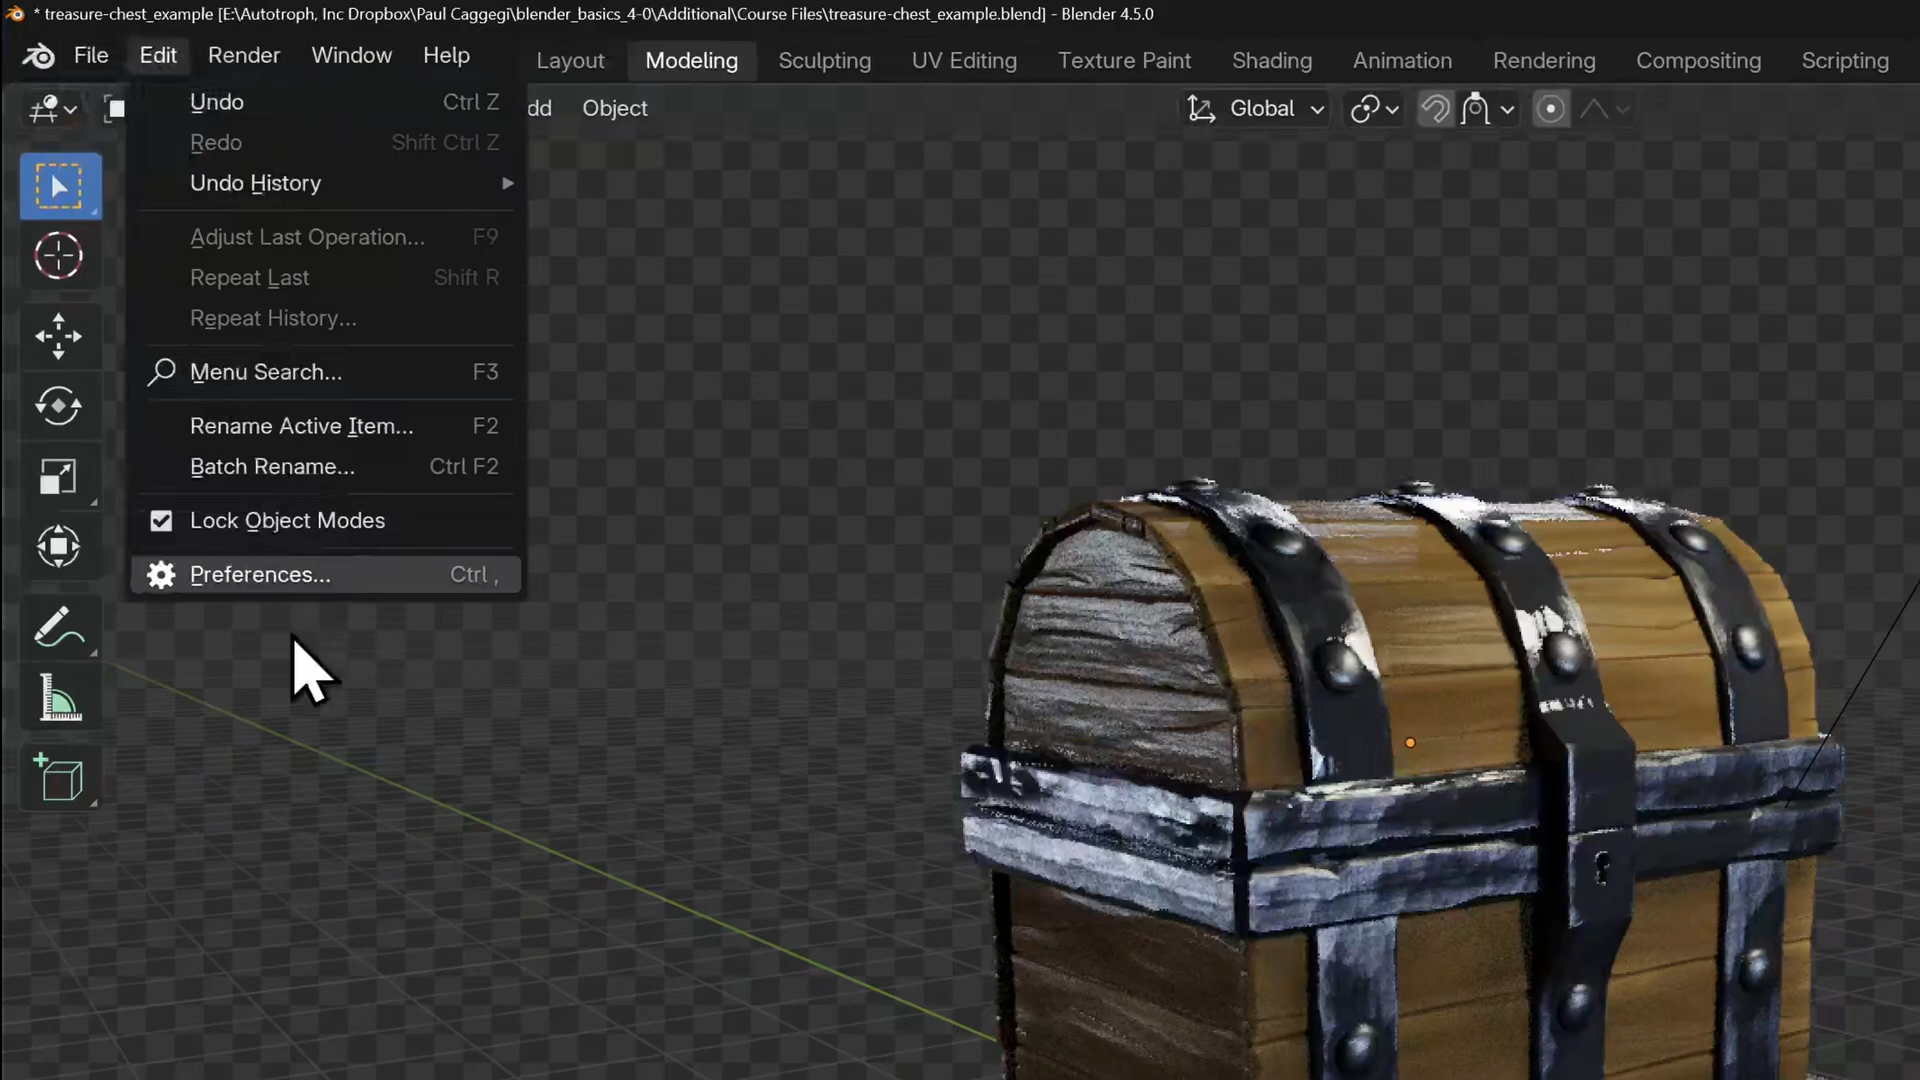 * treasure-chest_example [E:\Autotroph, Inc Dropbox\Paul Caggegi\blender_basics_4-0\Additional\Course Files\treasure-chest_example.blend] - Blender 4.5.0
File Edit Render Window Help Layout Modeling Sculpting UV Editing Texture Paint Shading Animation Rendering Compositing Scripting
dd Object Global
Undo Ctrl Z
Redo Shift Ctrl Z
Undo History
Adjust Last Operation... F9
Repeat Last Shift R
Repeat History...
Menu Search... F3
Rename Active Item... F2
Batch Rename... Ctrl F2
Lock Object Modes
Preferences... Ctrl ,